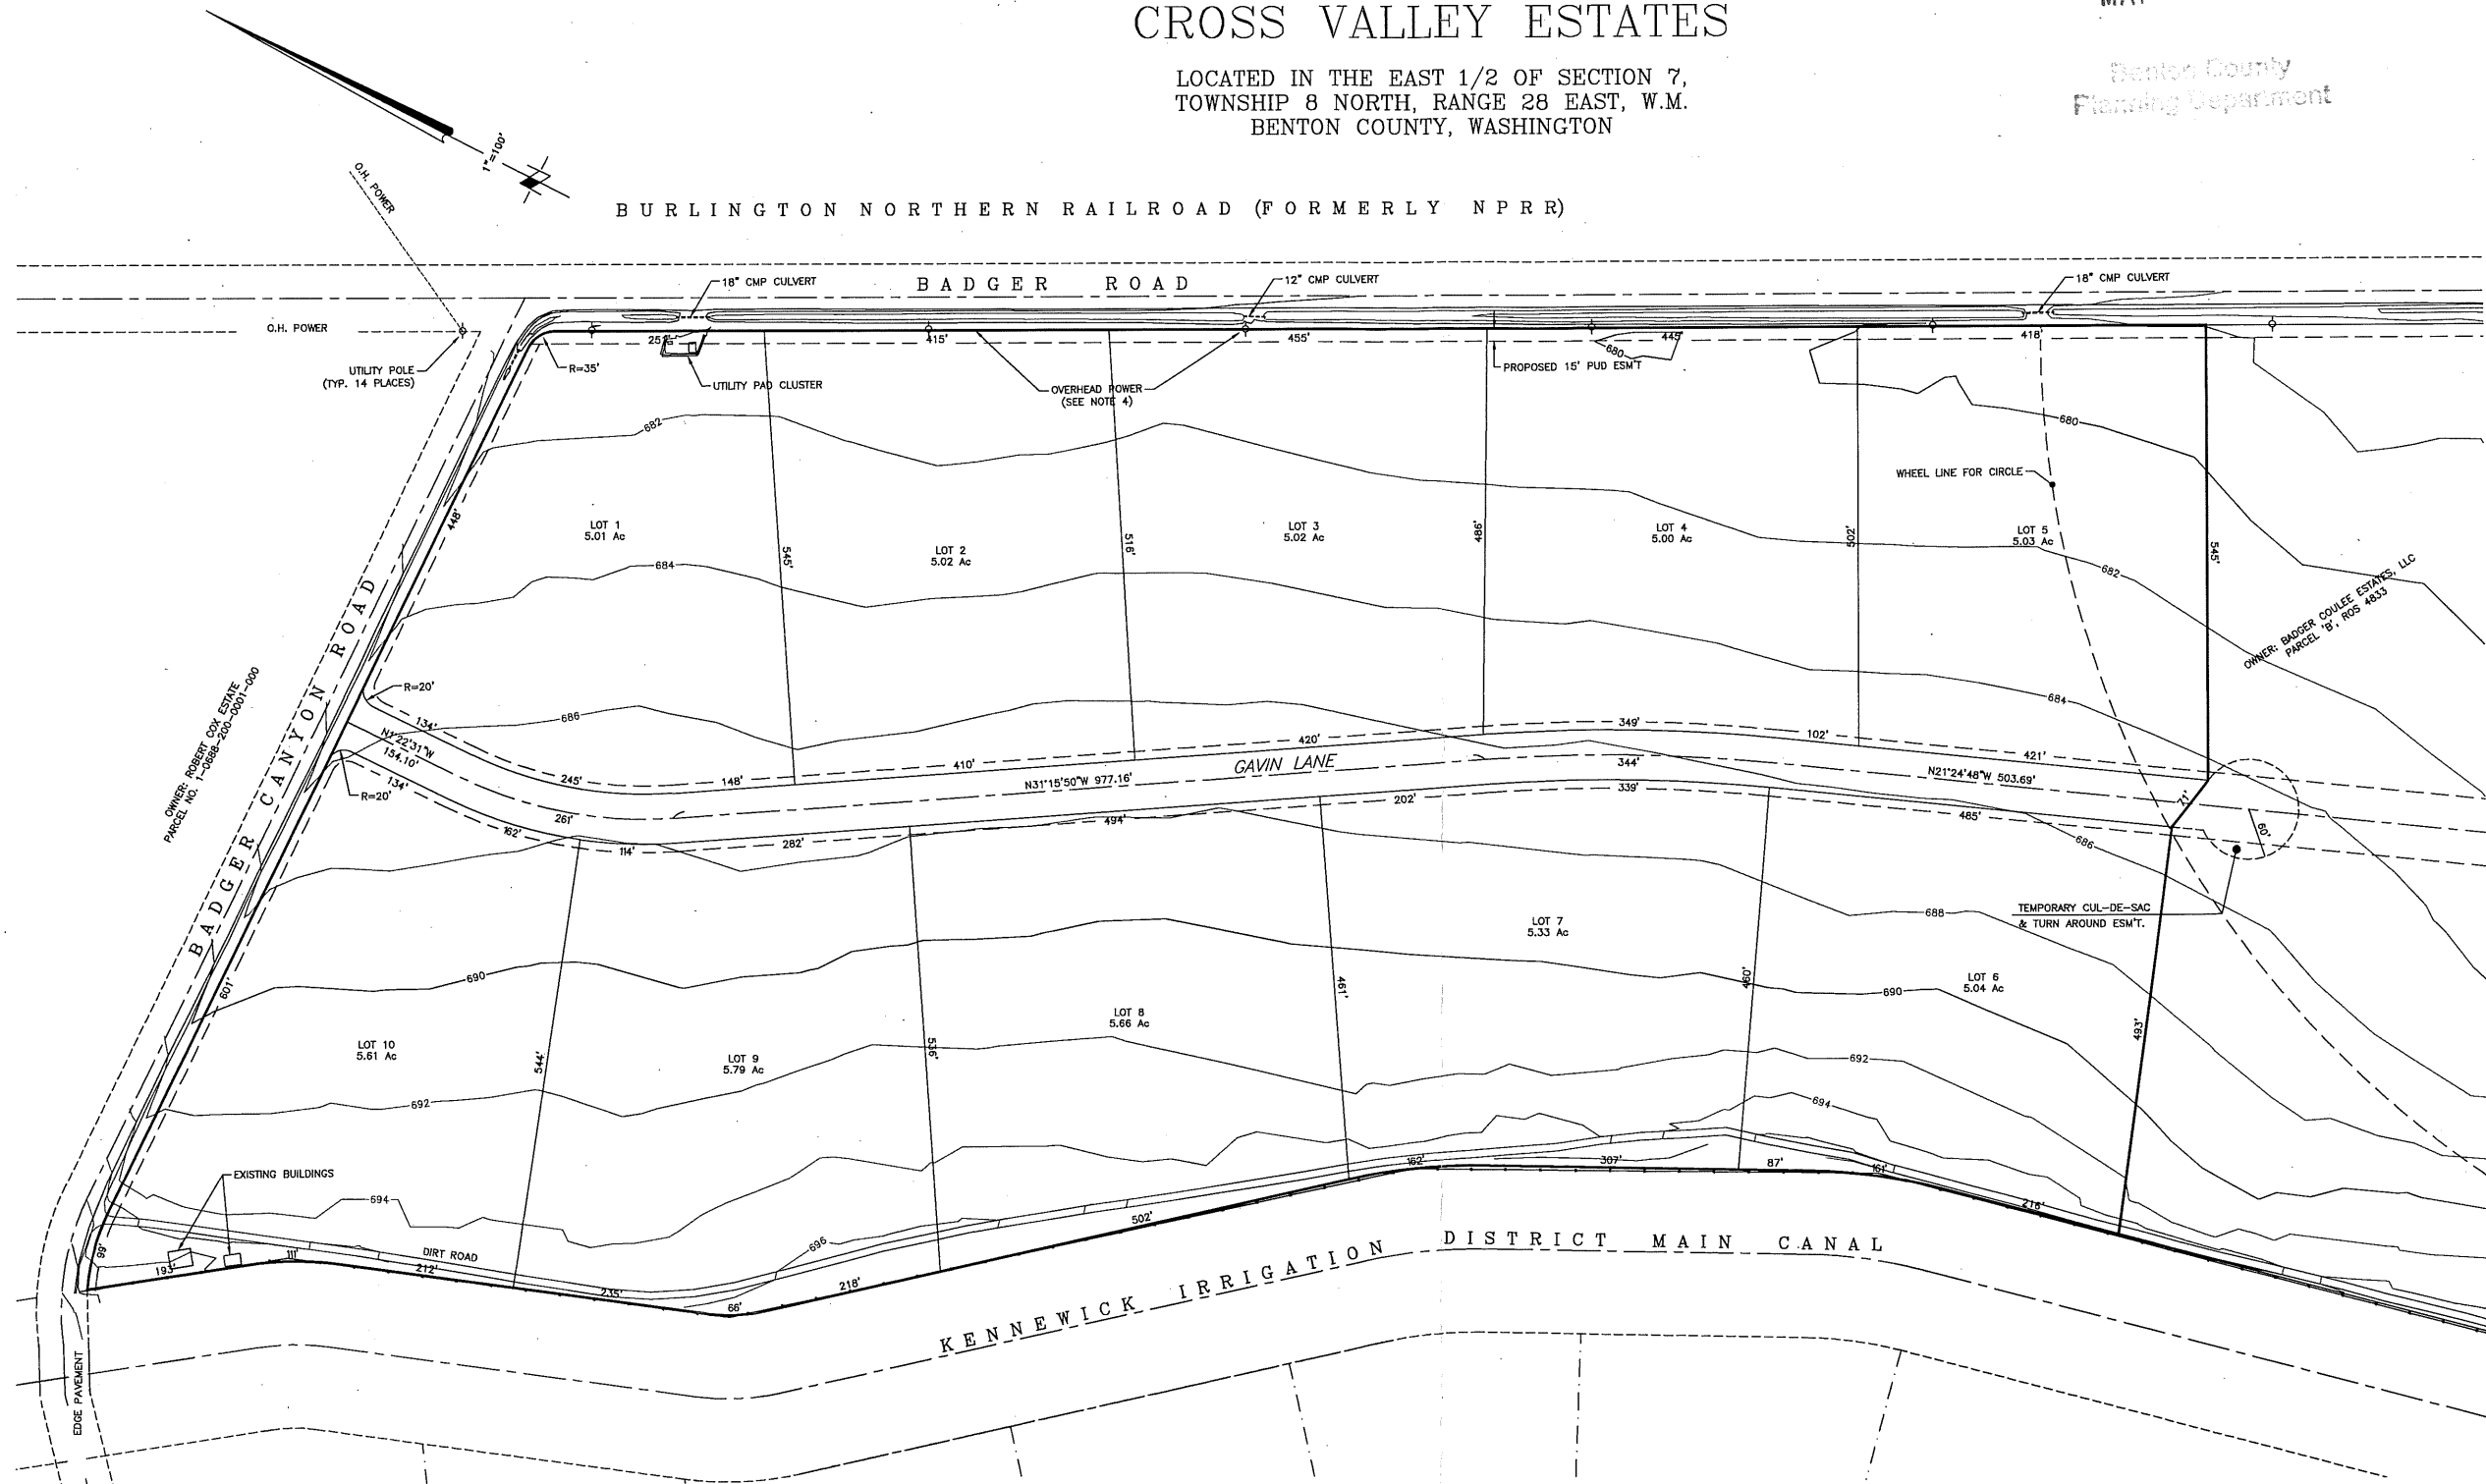 CROSS VALLEY ESTATES
LOCATED IN THE EAST 1/2 OF SECTION 7,
TOWNSHIP 8 NORTH, RANGE 28 EAST, W.M.
BENTON COUNTY, WASHINGTON
Benton County
Planning Department
1"=100'
O.H. POWER
BURLINGTON NORTHERN RAILROAD (FORMERLY NPRR)
18" CMP CULVERT
BADGER ROAD
12" CMP CULVERT
18" CMP CULVERT
O.H. POWER
251'
415'
455'
445'
418'
UTILITY POLE
(TYP. 14 PLACES)
R=35'
UTILITY PAD CLUSTER
OVERHEAD POWER
(SEE NOTE 4)
PROPOSED 15' PUD ESM'T
680
680
682
WHEEL LINE FOR CIRCLE
448'
LOT 1
5.01 Ac
545'
LOT 2
5.02 Ac
516'
LOT 3
5.02 Ac
486'
LOT 4
5.00 Ac
502'
LOT 5
5.03 Ac
545'
684
682
OWNER: BADGER COULEE ESTATES, LLC
PARCEL 'B', ROS 4833
BADGER CANYON ROAD
OWNER: ROBERT COX ESTATE
PARCEL NO. 1-0688-200-0001-000
R=20'
686
684
134'
N1°22'31"W
154.10'
R=20'
134'
245'
148'
410'
420'
349'
102'
421'
GAVIN LANE
N31°15'50"W 977.16'
344'
N21°24'48"W 503.69'
71'
60'
261'
162'
114'
282'
494'
202'
339'
485'
686
688
TEMPORARY CUL-DE-SAC
& TURN AROUND ESM'T.
601'
690
690
LOT 7
5.33 Ac
461'
460'
LOT 6
5.04 Ac
493'
LOT 10
5.61 Ac
544'
LOT 9
5.79 Ac
536'
LOT 8
5.66 Ac
692
692
694
EXISTING BUILDINGS
694
696
DIRT ROAD
99'
193'
111'
212'
235'
66'
218'
502'
162'
307'
87'
161'
216'
KENNEWICK IRRIGATION DISTRICT MAIN CANAL
EDGE PAVEMENT